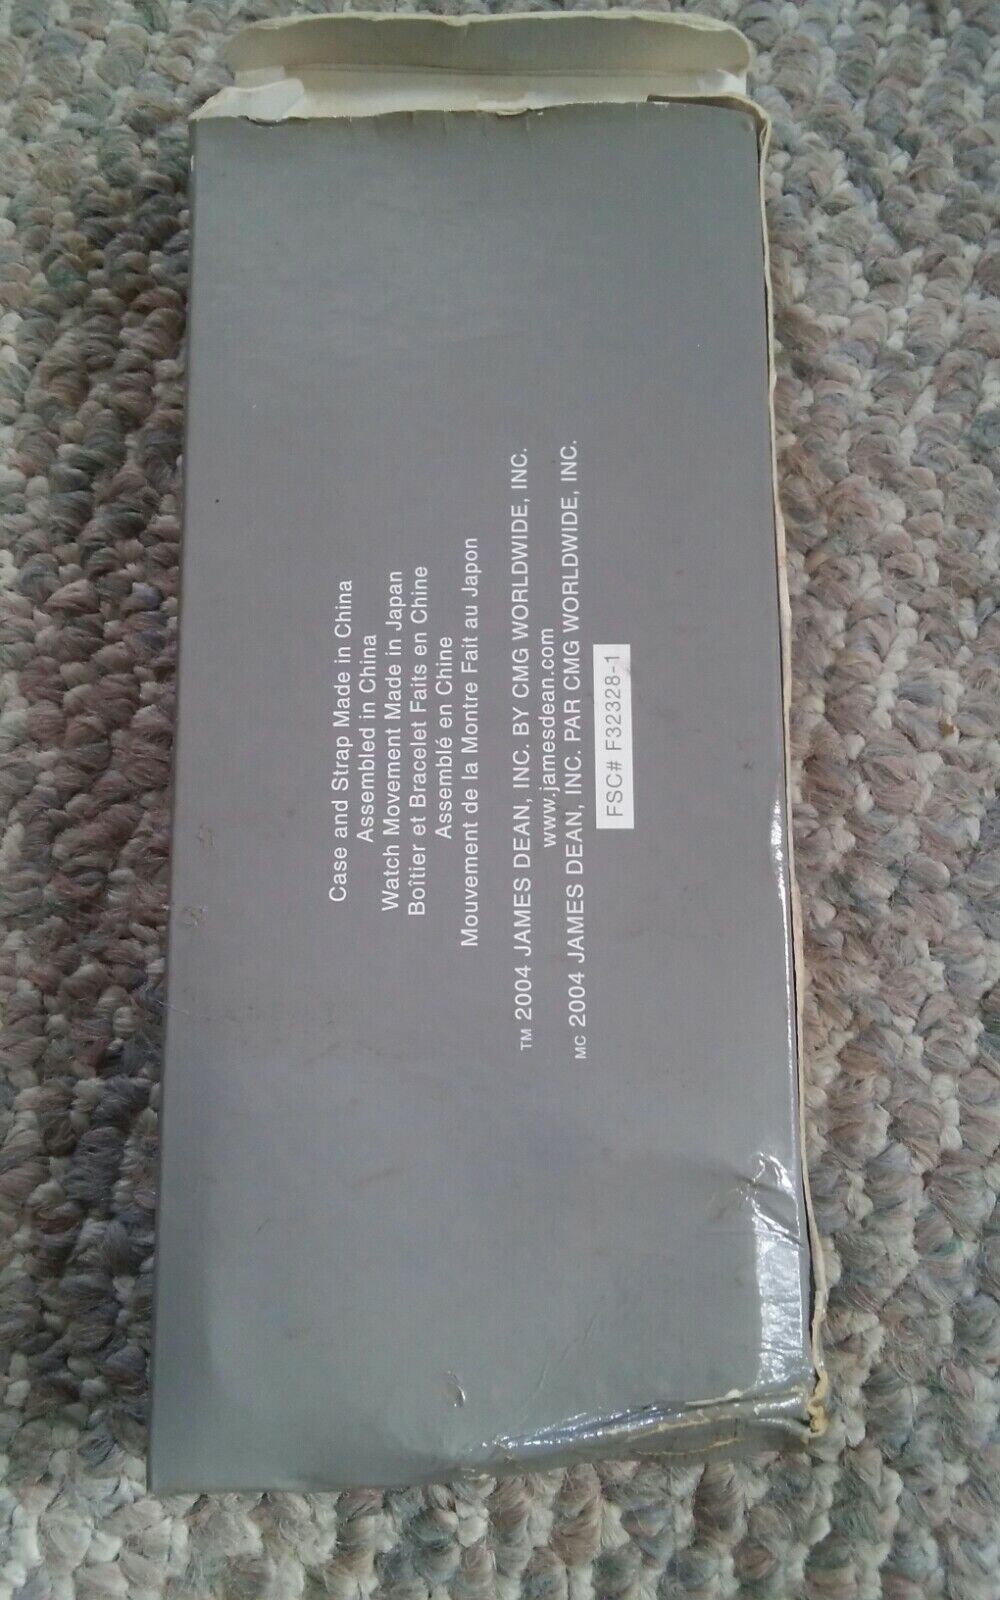 Case and Strap Made in China
Assembled in China
Watch Movement Made in Japan
Boîtier et Bracelet Faits en Chine
Assemblé en Chine
Mouvement de la Montre Fait au Japon
TM 2004 JAMES DEAN, INC. BY CMG WORLDWIDE, INC.
www.jamesdean.com
MC 2004 JAMES DEAN, INC. PAR CMG WORLDWIDE, INC.
FSC# F32328-1